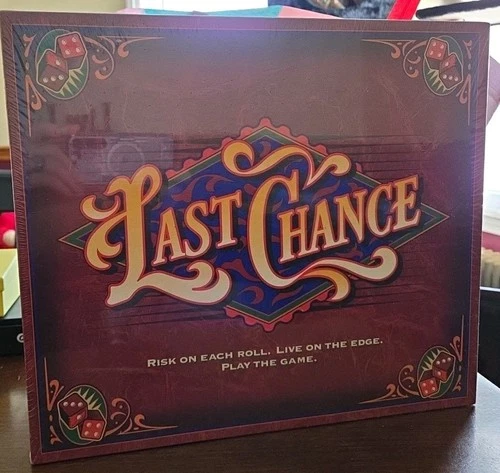 Last Chance
Risk on each roll. Live on the edge.
Play the game.